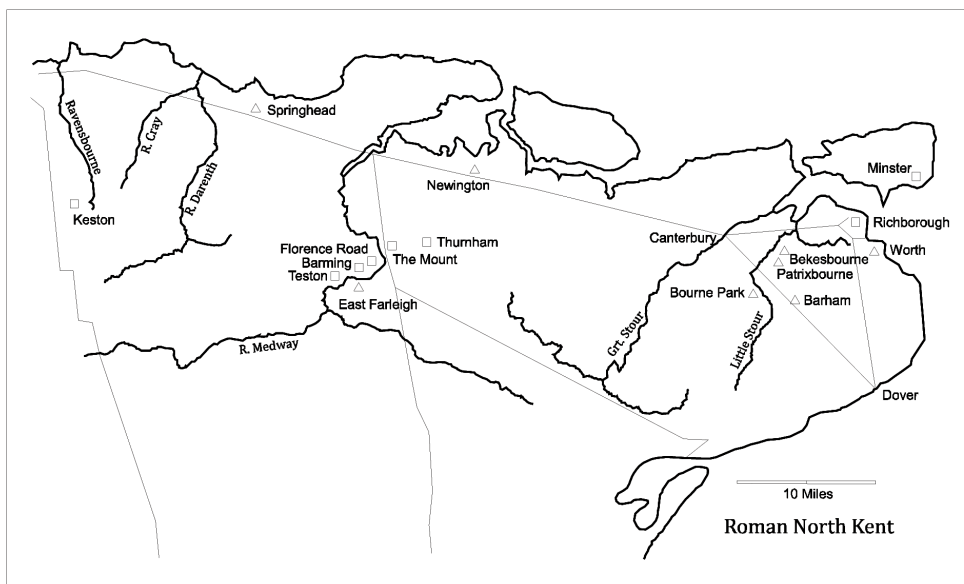 Ravensbourne
R. Cray
R. Darenth
Springhead
Keston
Newington
Minster
Richborough
Canterbury
Worth
Florence Road
Thurnham
Barming
The Mount
Teston
East Farleigh
Bekesbourne
Patrixbourne
Bourne Park
Barham
Grt. Stour
Little Stour
R. Medway
Dover
10 Miles
Roman North Kent